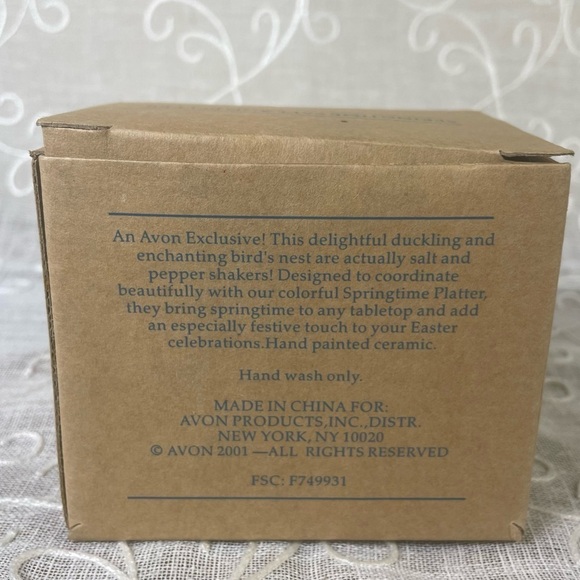 An Avon Exclusive! This delightful duckling and
enchanting bird's nest are actually salt and
pepper shakers! Designed to coordinate
beautifully with our colorful Springtime Platter,
they bring springtime to any tabletop and add
an especially festive touch to your Easter
celebrations.Hand painted ceramic.
Hand wash only.
MADE IN CHINA FOR:
AVON PRODUCTS,INC.,DISTR.
NEW YORK, NY 10020
© AVON 2001 —ALL RIGHTS RESERVED
FSC: F749931